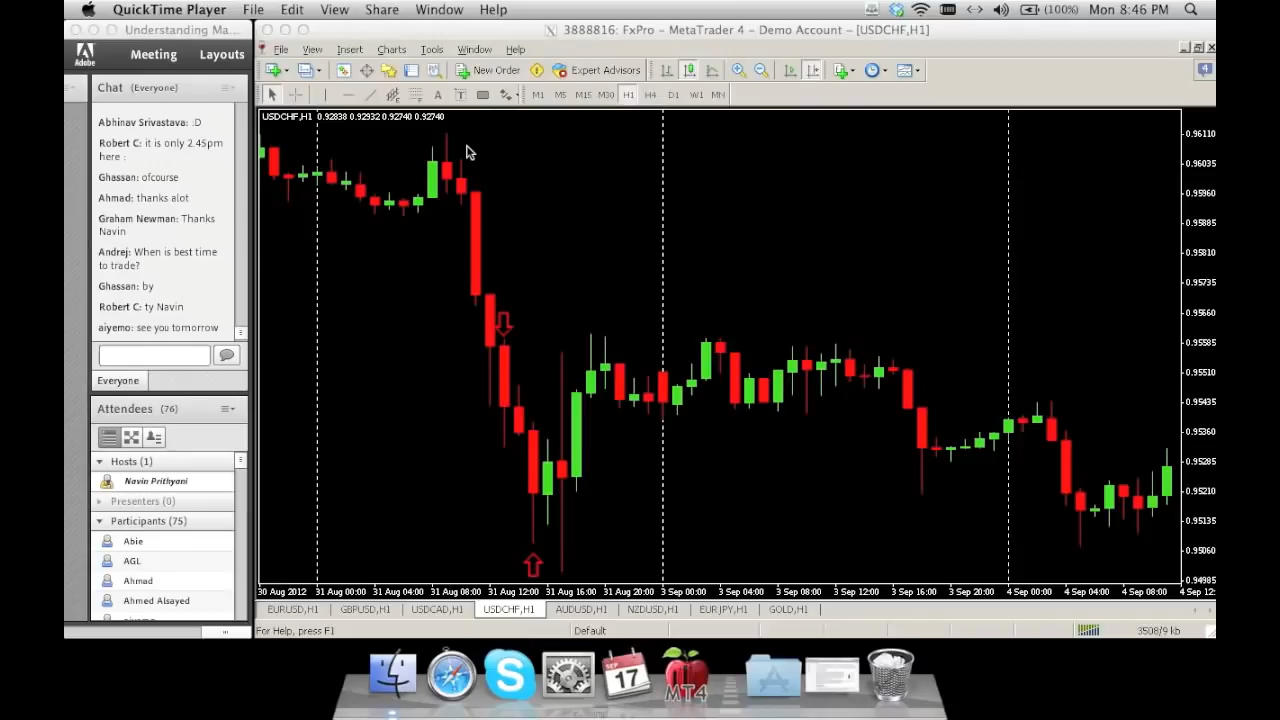 QuickTime Player File Edit View Share Window Help (100%) Mon 8:46 PM
Understanding Ma...
3888816: FxPro - MetaTrader 4 - Demo Account - [USDCHF,H1]
Adobe Meeting Layouts
File View Insert Charts Tools Window Help
New Order Expert Advisors 4
A T M1 M5 M15 M30 H1 H4 D1 W1 MN
Chat (Everyone)
Abhinav Srivastava: :D
Robert C: it is only 2.45pm
here :
Ghassan: ofcourse
Ahmad: thanks alot
Graham Newman: Thanks
Navin
Andrej: When is best time
to trade?
Ghassan: by
Robert C: ty Navin
aiyemo: see you tomorrow
Everyone
Attendees (76)
Hosts (1)
Navin Prithyani
Presenters (0)
Participants (75)
Abie
AGL
Ahmad
Ahmed Alsayed
USDCHF,H1 0.92838 0.92932 0.92740 0.92740
0.96110
0.96035
0.95960
0.95885
0.95810
0.95735
0.95660
0.95585
0.95510
0.95435
0.95360
0.95285
0.95210
0.95135
0.95060
0.94985
30 Aug 2012 31 Aug 00:00 31 Aug 04:00 31 Aug 08:00 31 Aug 12:00 31 Aug 16:00 31 Aug 20:00 3 Sep 00:00 3 Sep 04:00 3 Sep 08:00 3 Sep 12:00 3 Sep 16:00 3 Sep 20:00 4 Sep 00:00 4 Sep 04:00 4 Sep 08:00 4 Sep 12:
EURUSD,H1 GBPUSD,H1 USDCAD,H1 USDCHF,H1 AUDUSD,H1 NZDUSD,H1 EURJPY,H1 GOLD,H1
For Help, press F1 Default 3508/9 kb
SEP
17
MT4